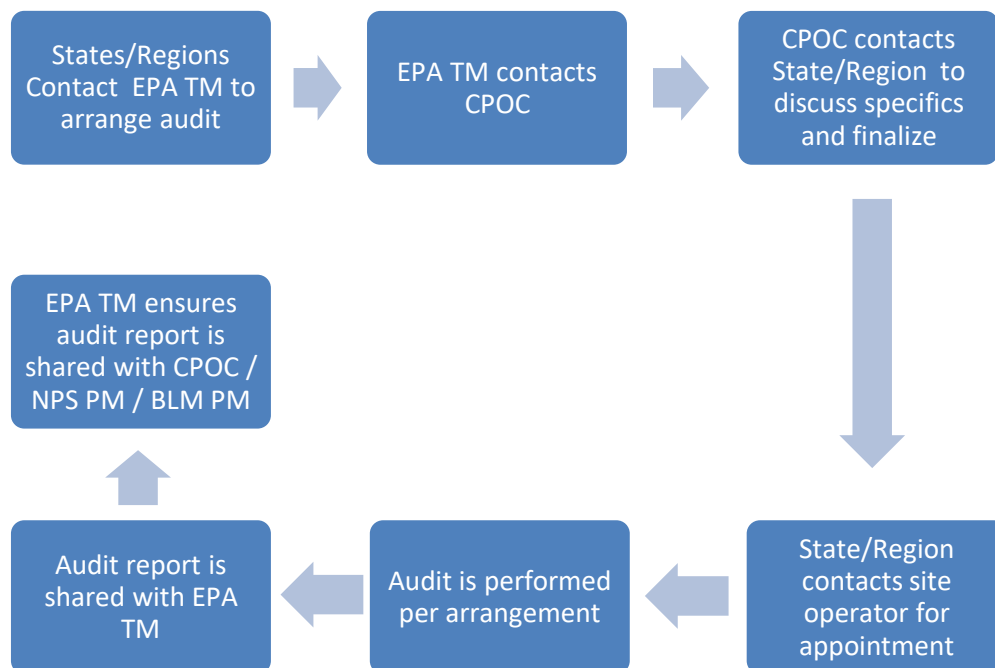 States/Regions
Contact  EPA TM to
arrange audit
EPA TM contacts
CPOC
CPOC contacts
State/Region  to
discuss specifics
and finalize
State/Region
contacts site
operator for
appointment
Audit is performed
per arrangement
Audit report is
shared with EPA
TM
EPA TM ensures
audit report is
shared with CPOC /
NPS PM / BLM PM